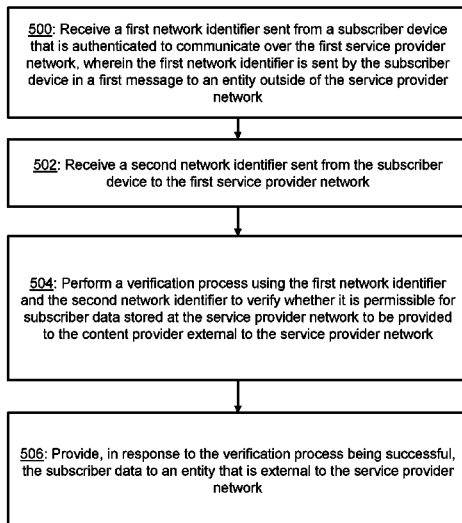 500: Receive a first network identifier sent from a subscriber device
that is authenticated to communicate over the first service provider
network, wherein the first network identifier is sent by the subscriber
device in a first message to an entity outside of the service provider
network
502: Receive a second network identifier sent from the subscriber
device to the first service provider network
504: Perform a verification process using the first network identifier
and the second network identifier to verify whether it is permissible for
subscriber data stored at the service provider network to be provided
to the content provider external to the service provider network
506: Provide, in response to the verification process being successful,
the subscriber data to an entity that is external to the service provider
network